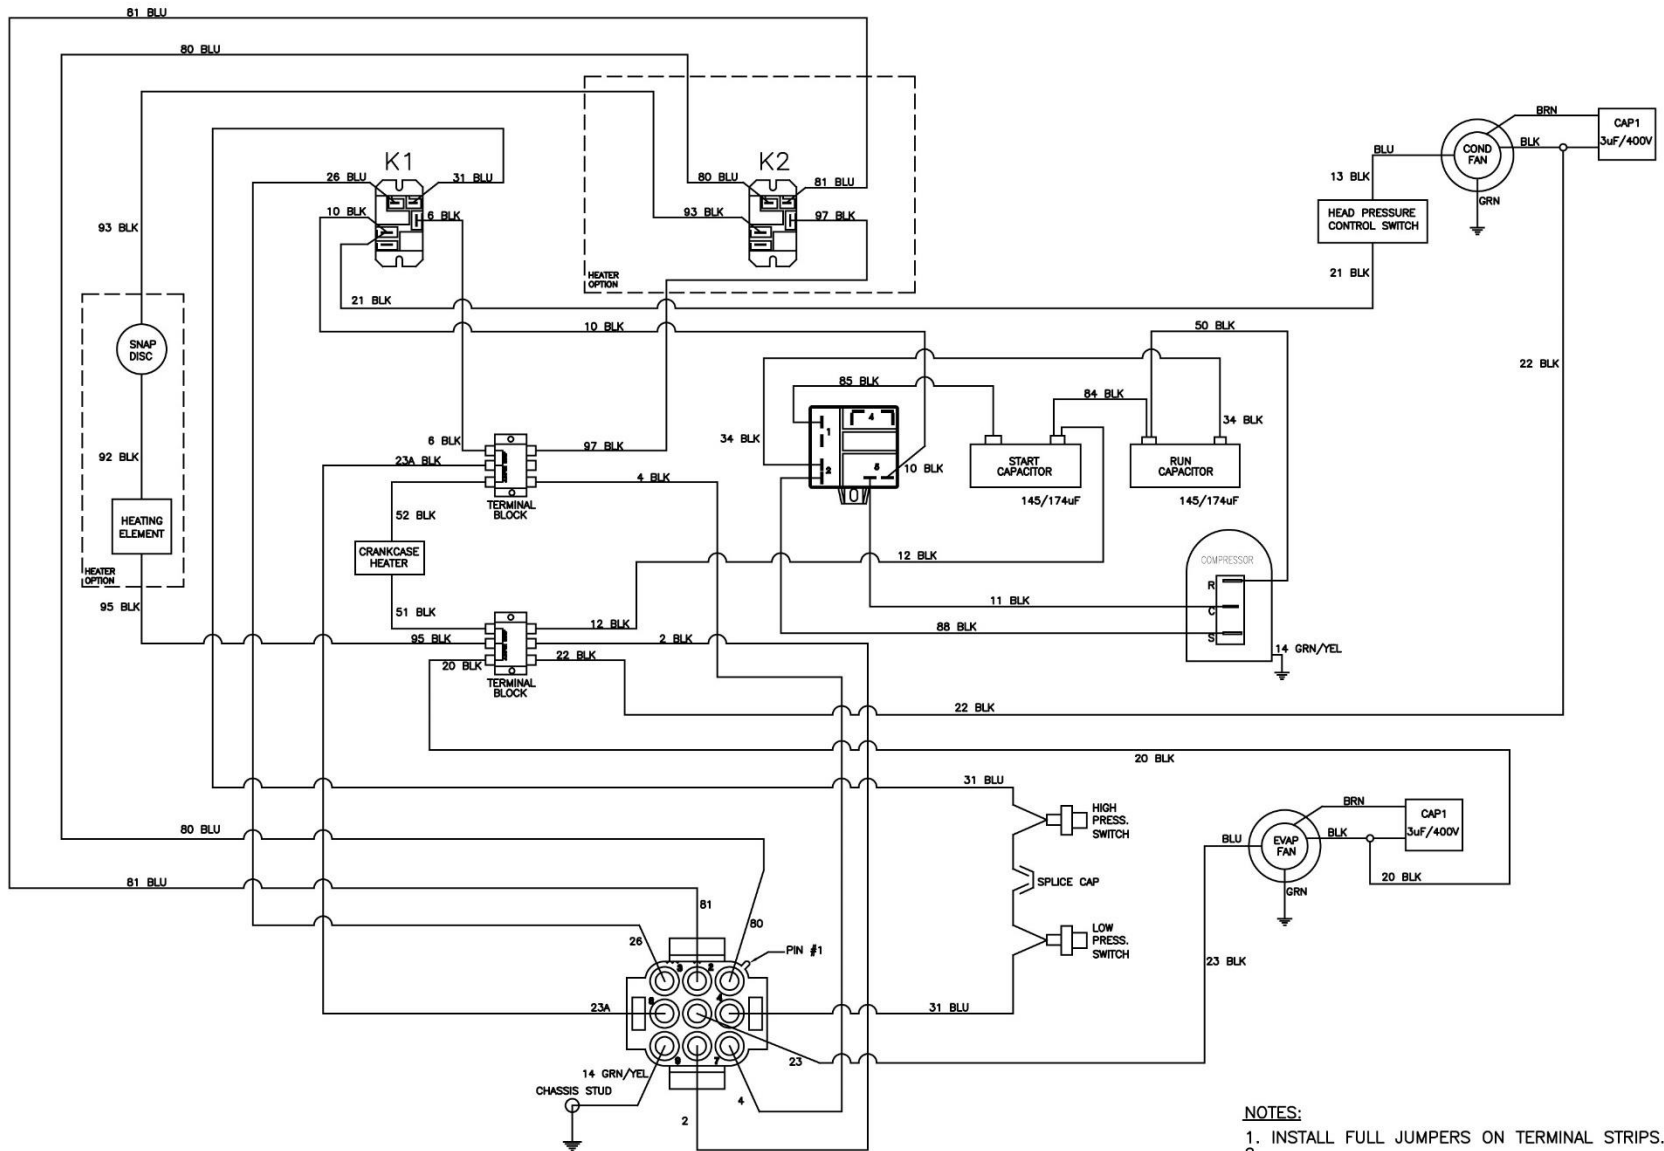 81 BLU
80 BLU
K1
K2
26 BLU
31 BLU
80 BLU
81 BLU
10 BLK
6 BLK
93 BLK
97 BLK
93 BLK
HEATER
OPTION
21 BLK
10 BLK
BRN
BLK
BLU
COND
FAN
CAP1
3uF/400V
GRN
13 BLK
HEAD PRESSURE
CONTROL SWITCH
21 BLK
22 BLK
SNAP
DISC
92 BLK
HEATING
ELEMENT
HEATER
OPTION
95 BLK
50 BLK
85 BLK
84 BLK
34 BLK
34 BLK
1
2
4
5
10 BLK
START
CAPACITOR
145/174uF
RUN
CAPACITOR
145/174uF
6 BLK
97 BLK
23A BLK
4 BLK
TERMINAL
BLOCK
52 BLK
CRANKCASE
HEATER
51 BLK
12 BLK
12 BLK
COMPRESSOR
R
C
S
11 BLK
88 BLK
14 GRN/YEL
95 BLK
2 BLK
20 BLK
22 BLK
TERMINAL
BLOCK
22 BLK
20 BLK
31 BLU
HIGH
PRESS.
SWITCH
SPLICE CAP
LOW
PRESS.
SWITCH
31 BLU
BRN
BLK
BLU
EVAP
FAN
CAP1
3uF/400V
GRN
20 BLK
23 BLK
80 BLU
81 BLU
81
80
26
PIN #1
3
2
4
23A
6
9
7
23
14 GRN/YEL
CHASSIS STUD
4
2
NOTES:
1. INSTALL FULL JUMPERS ON TERMINAL STRIPS.